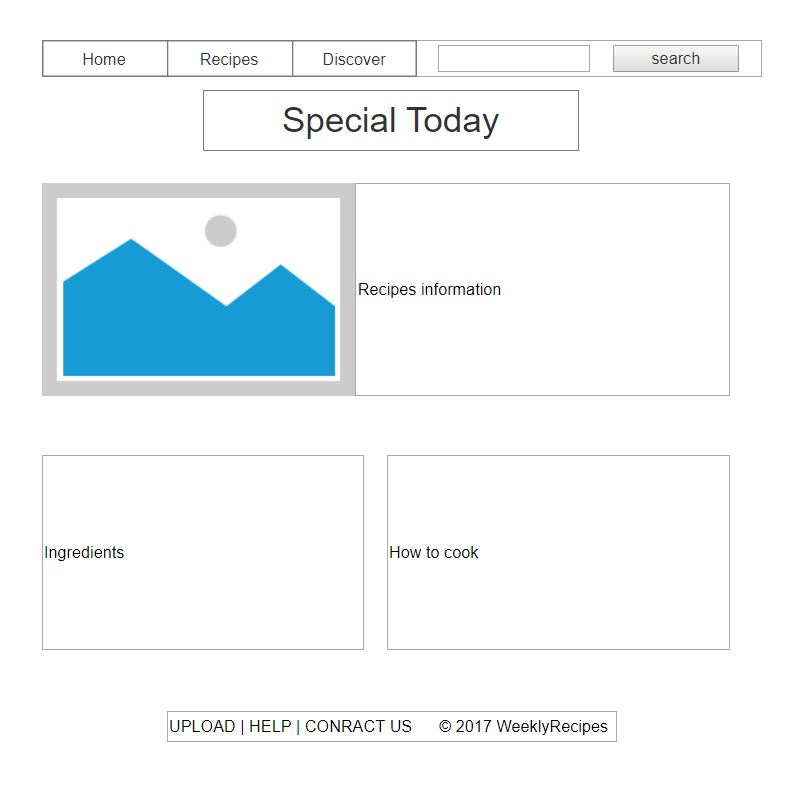 Home Recipes Discover search
Special Today
Recipes information
Ingredients
How to cook
UPLOAD | HELP | CONRACT US © 2017 WeeklyRecipes